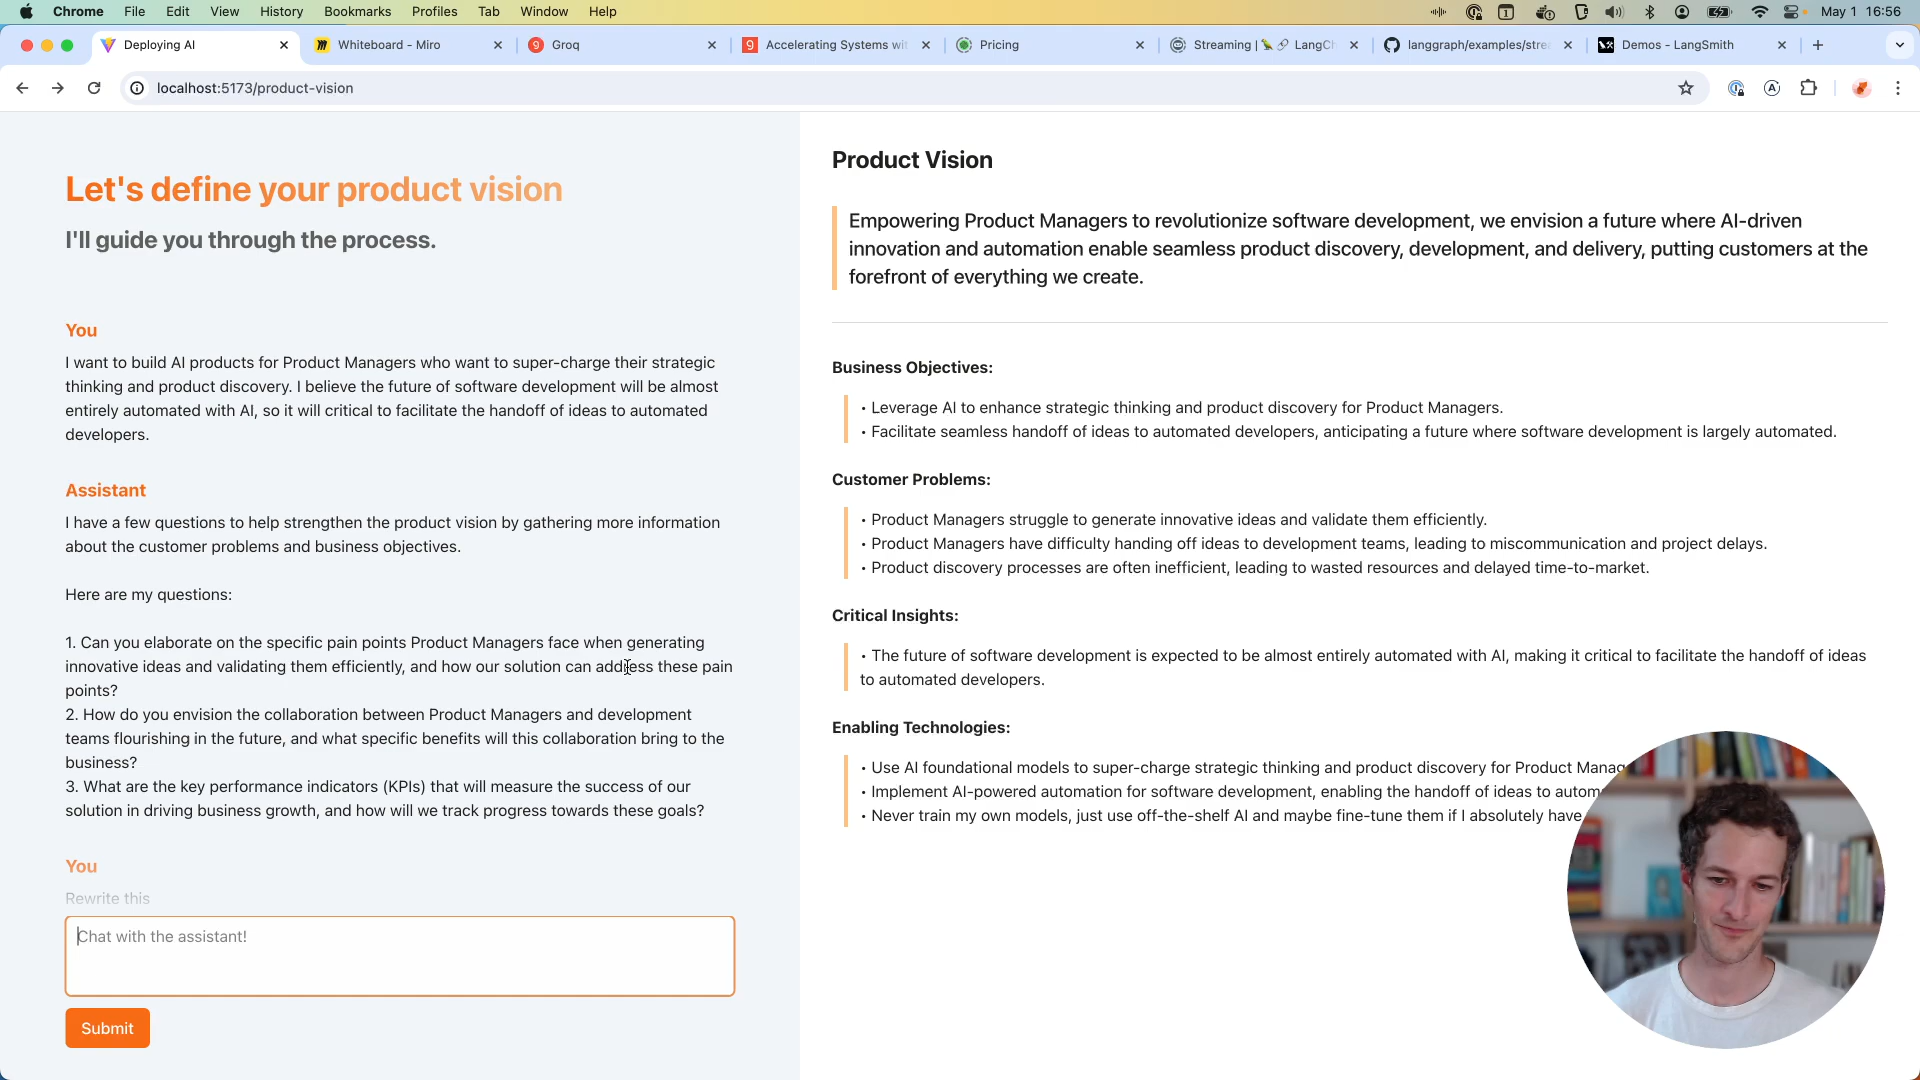 Chrome File Edit View History Bookmarks Profiles Tab Window Help May 1 16:56
Deploying AI Whiteboard - Miro Groq Accelerating Systems wit Pricing Streaming | LangCh langgraph/examples/strea Demos - LangSmith
localhost:5173/product-vision
Let's define your product vision
I'll guide you through the process.
You
I want to build AI products for Product Managers who want to super-charge their strategic
thinking and product discovery. I believe the future of software development will be almost
entirely automated with AI, so it will critical to facilitate the handoff of ideas to automated
developers.
Assistant
I have a few questions to help strengthen the product vision by gathering more information
about the customer problems and business objectives.
Here are my questions:
1. Can you elaborate on the specific pain points Product Managers face when generating
innovative ideas and validating them efficiently, and how our solution can address these pain
points?
2. How do you envision the collaboration between Product Managers and development
teams flourishing in the future, and what specific benefits will this collaboration bring to the
business?
3. What are the key performance indicators (KPIs) that will measure the success of our
solution in driving business growth, and how will we track progress towards these goals?
You
Rewrite this
Chat with the assistant!
Submit
Product Vision
Empowering Product Managers to revolutionize software development, we envision a future where AI-driven
innovation and automation enable seamless product discovery, development, and delivery, putting customers at the
forefront of everything we create.
Business Objectives:
• Leverage AI to enhance strategic thinking and product discovery for Product Managers.
• Facilitate seamless handoff of ideas to automated developers, anticipating a future where software development is largely automated.
Customer Problems:
• Product Managers struggle to generate innovative ideas and validate them efficiently.
• Product Managers have difficulty handing off ideas to development teams, leading to miscommunication and project delays.
• Product discovery processes are often inefficient, leading to wasted resources and delayed time-to-market.
Critical Insights:
• The future of software development is expected to be almost entirely automated with AI, making it critical to facilitate the handoff of ideas
to automated developers.
Enabling Technologies:
• Use AI foundational models to super-charge strategic thinking and product discovery for Product Manag
• Implement AI-powered automation for software development, enabling the handoff of ideas to autom
• Never train my own models, just use off-the-shelf AI and maybe fine-tune them if I absolutely have